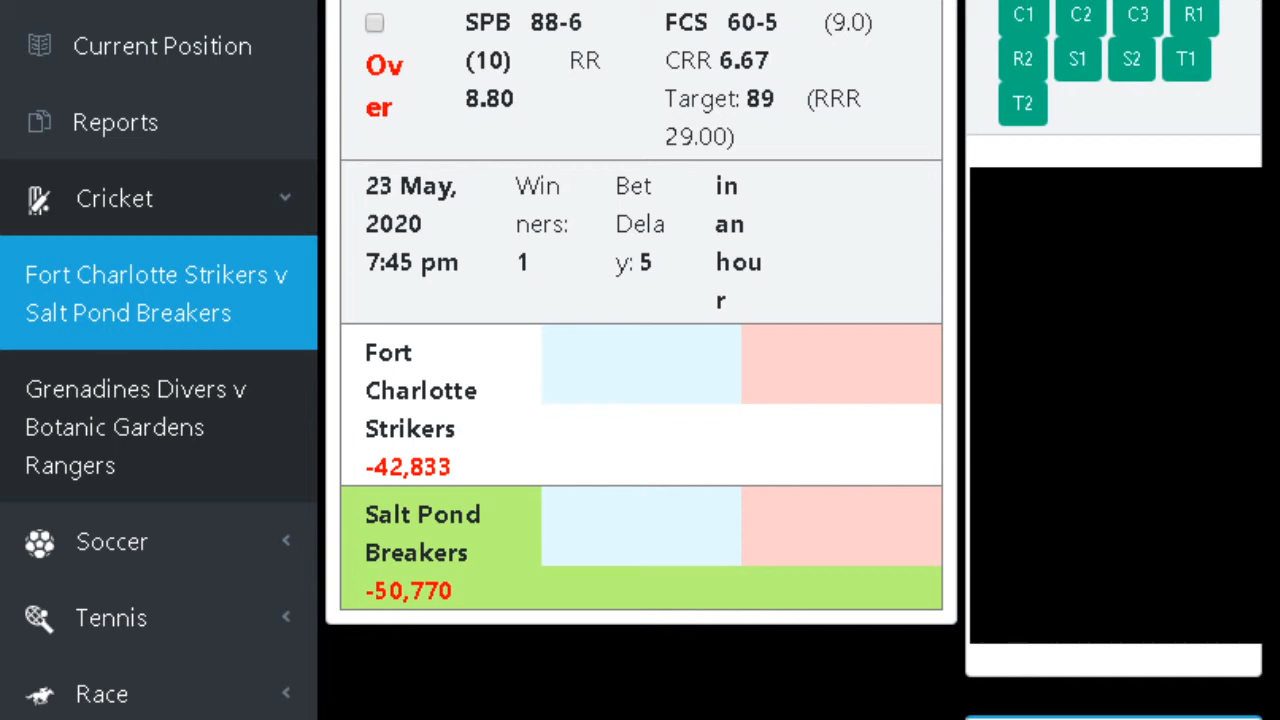 Current Position
Reports
Cricket
Fort Charlotte Strikers v
Salt Pond Breakers
Grenadines Divers v
Botanic Gardens
Rangers
Soccer
Tennis
Race
Ov
er
SPB 88-6
(10) RR
8.80
FCS 60-5 (9.0)
CRR 6.67
Target: 89 (RRR
29.00)
23 May,
2020
7:45 pm
Win
ners:
1
Bet
Dela
y: 5
in
an
hou
r
Fort
Charlotte
Strikers
-42,833
Salt Pond
Breakers
-50,770
C1 C2 C3 R1
R2 S1 S2 T1
T2